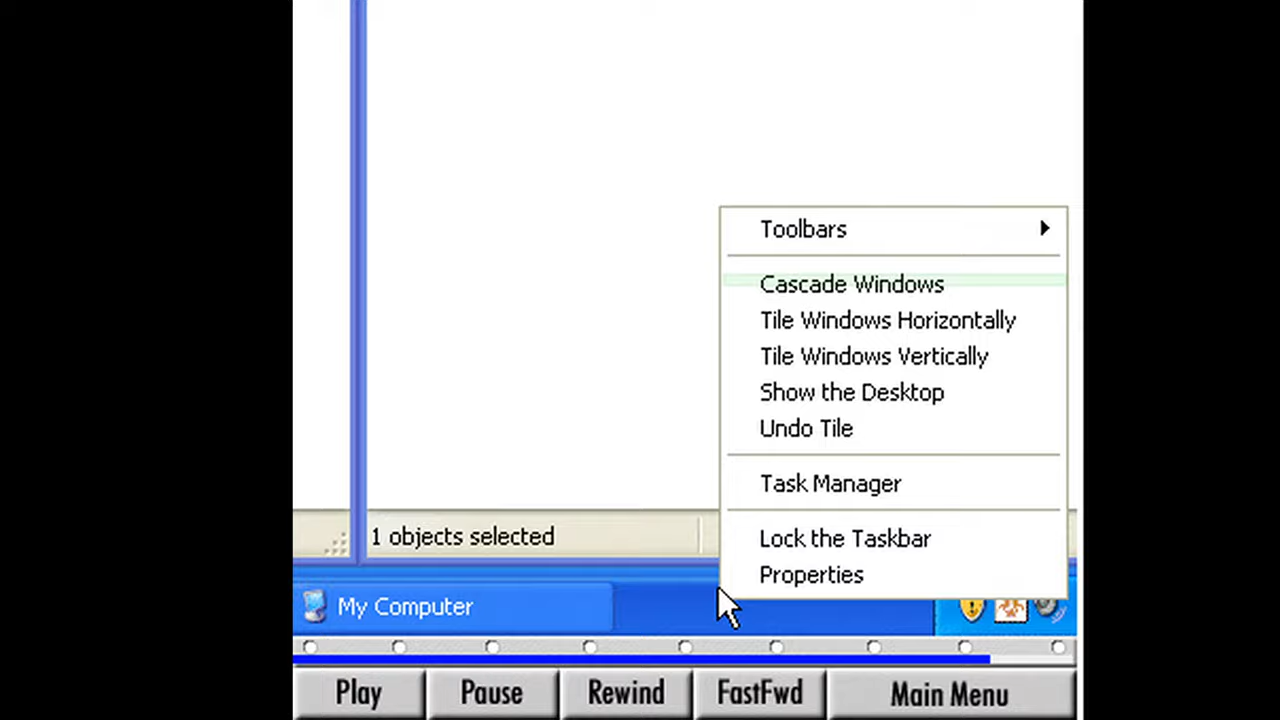 Toolbars
Cascade Windows
Tile Windows Horizontally
Tile Windows Vertically
Show the Desktop
Undo Tile
Task Manager
Lock the Taskbar
Properties
1 objects selected
My Computer
Play Pause Rewind FastFwd Main Menu